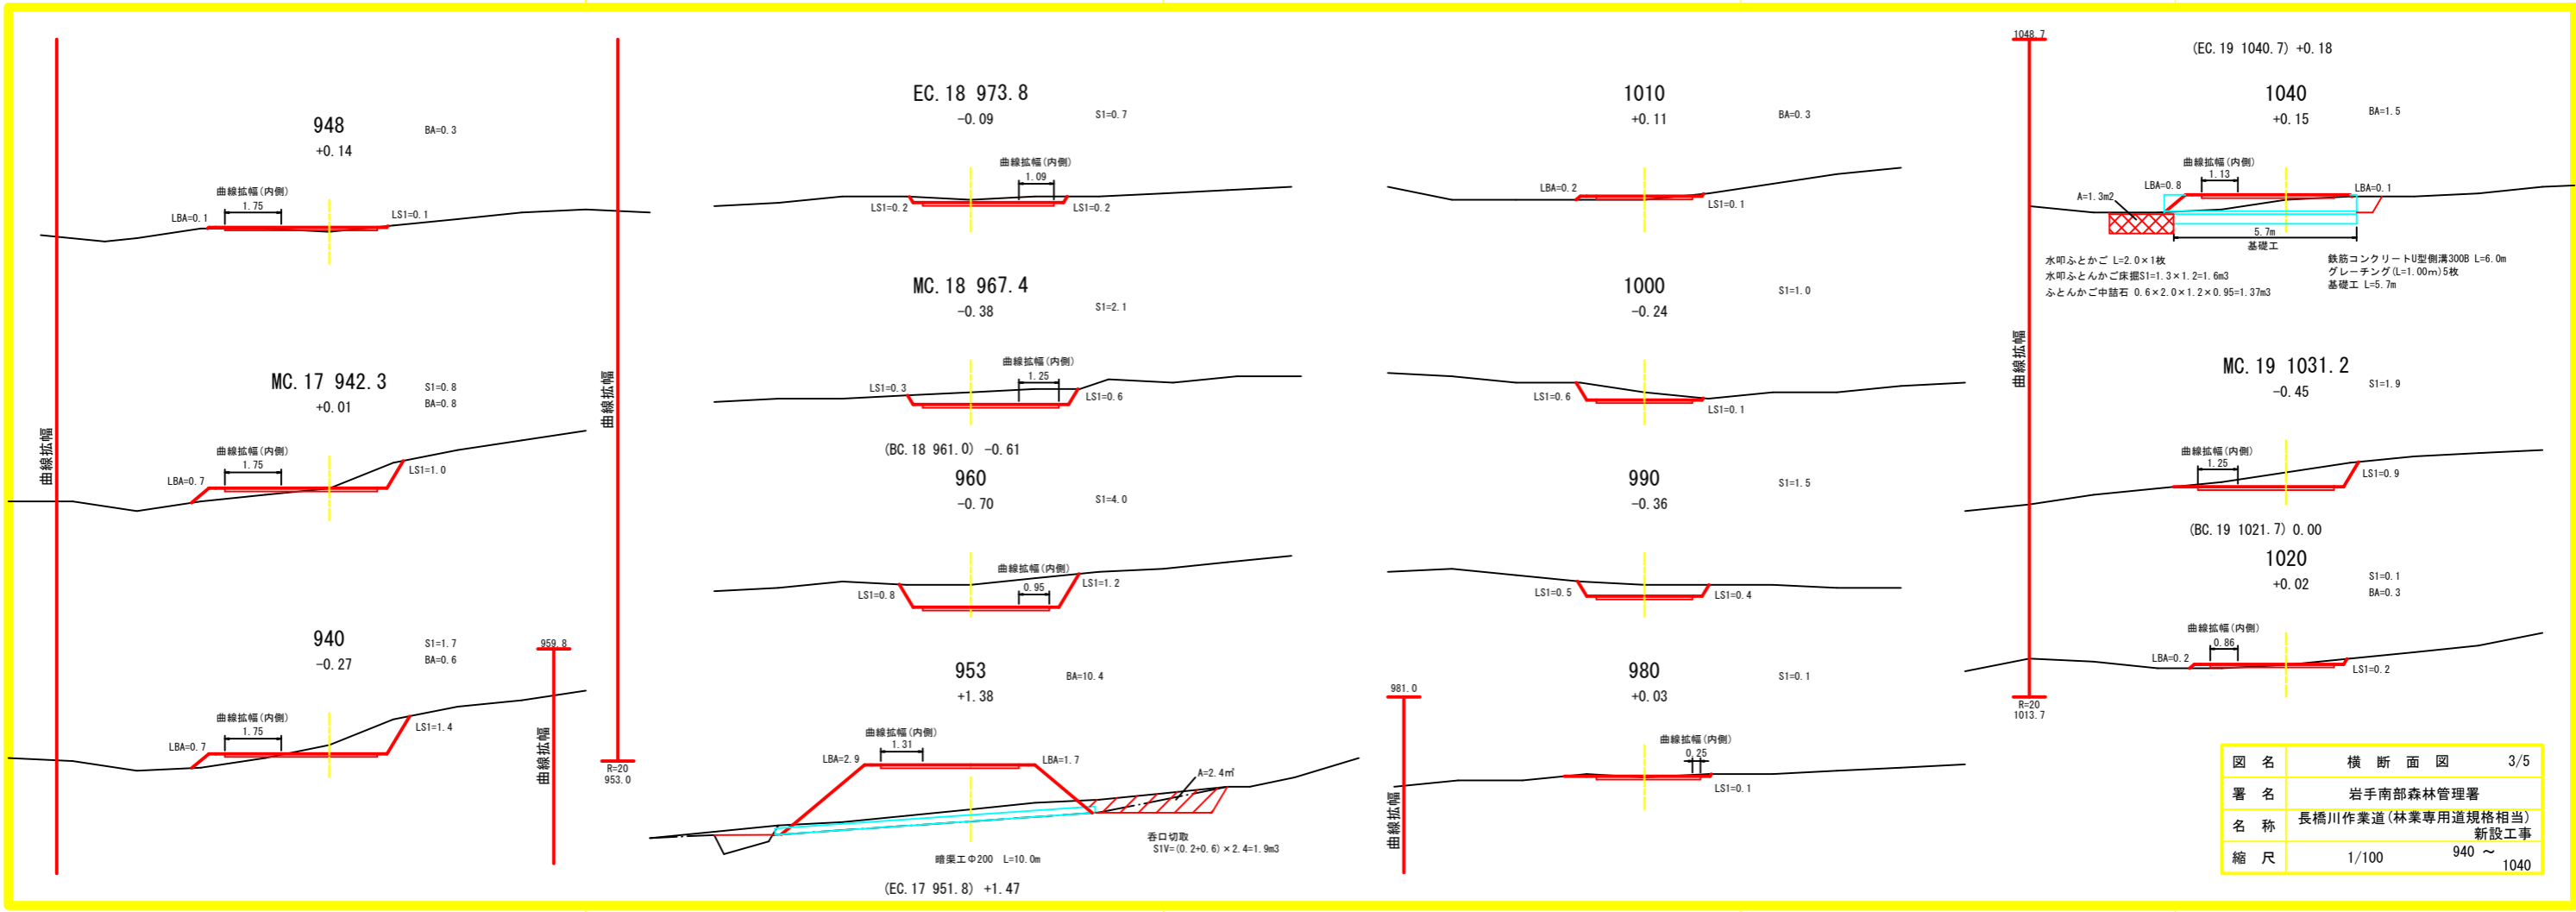 曲線拡幅
948
+0.14
BA=0.3
曲線拡幅(内側)
1.75
LBA=0.1
LS1=0.1
MC.17 942.3
+0.01
S1=0.8
BA=0.8
曲線拡幅(内側)
1.75
LBA=0.7
LS1=1.0
940
-0.27
S1=1.7
BA=0.6
曲線拡幅(内側)
1.75
LBA=0.7
LS1=1.4
959.8
曲線拡幅
曲線拡幅
R=20
953.0
EC.18 973.8
-0.09
S1=0.7
曲線拡幅(内側)
1.09
LS1=0.2
LS1=0.2
MC.18 967.4
-0.38
S1=2.1
曲線拡幅(内側)
1.25
LS1=0.3
LS1=0.6
(BC.18 961.0) -0.61
960
-0.70
S1=4.0
曲線拡幅(内側)
0.95
LS1=0.8
LS1=1.2
953
+1.38
BA=10.4
曲線拡幅(内側)
1.31
LBA=2.9
LBA=1.7
A=2.4㎡
呑口切取
S1V=(0.2+0.6)×2.4=1.9m3
暗渠工Φ200 L=10.0m
(EC.17 951.8) +1.47
1010
+0.11
BA=0.3
LBA=0.2
LS1=0.1
1000
-0.24
S1=1.0
LS1=0.6
LS1=0.1
990
-0.36
S1=1.5
LS1=0.5
LS1=0.4
981.0
曲線拡幅
980
+0.03
S1=0.1
曲線拡幅(内側)
0.25
LS1=0.1
1048.7
曲線拡幅
R=20
1013.7
(EC.19 1040.7) +0.18
1040
+0.15
BA=1.5
曲線拡幅(内側)
1.13
LBA=0.8
LBA=0.1
A=1.3m2
5.7m
基礎工
水叩ふとかご L=2.0×1枚
水叩ふとんかご床掘S1=1.3×1.2=1.6m3
ふとんかご中詰石 0.6×2.0×1.2×0.95=1.37m3
鉄筋コンクリートU型側溝300B L=6.0m
グレーチング(L=1.00m)5枚
基礎工 L=5.7m
MC.19 1031.2
-0.45
S1=1.9
曲線拡幅(内側)
1.25
LS1=0.9
(BC.19 1021.7) 0.00
1020
+0.02
S1=0.1
BA=0.3
曲線拡幅(内側)
0.86
LBA=0.2
LS1=0.2
図 名 横 断 面 図 3/5
署 名 岩手南部森林管理署
名 称 長橋川作業道(林業専用道規格相当)
新設工事
縮 尺 1/100 940 ～
1040